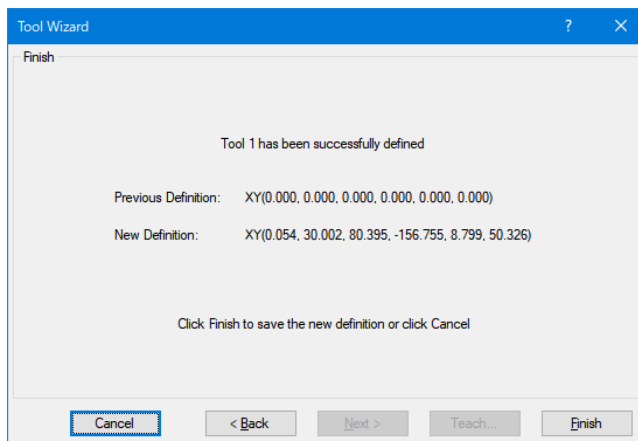 Tool Wizard
?
Finish
Tool 1 has been successfully defined
Previous Definition: XY(0.000, 0.000, 0.000, 0.000, 0.000, 0.000)
New Definition: XY(0.054, 30.002, 80.395, -156.755, 8.799, 50.326)
Click Finish to save the new definition or click Cancel
Cancel < Back Next > Teach... Finish